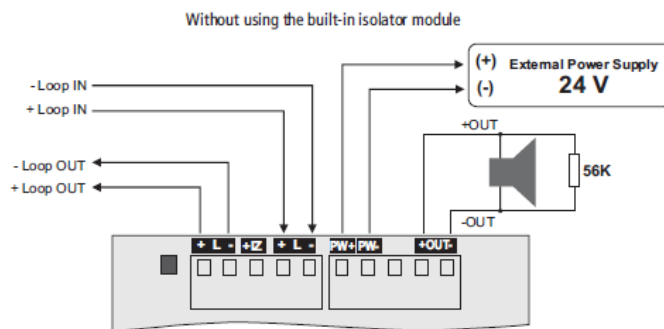 Without using the built-in isolator module
(+) External Power Supply
(-) 24 V
- Loop IN
+ Loop IN
+OUT
- Loop OUT
+ Loop OUT
56K
-OUT
+ L - +IZ + L - PW+ PW- +OUT-